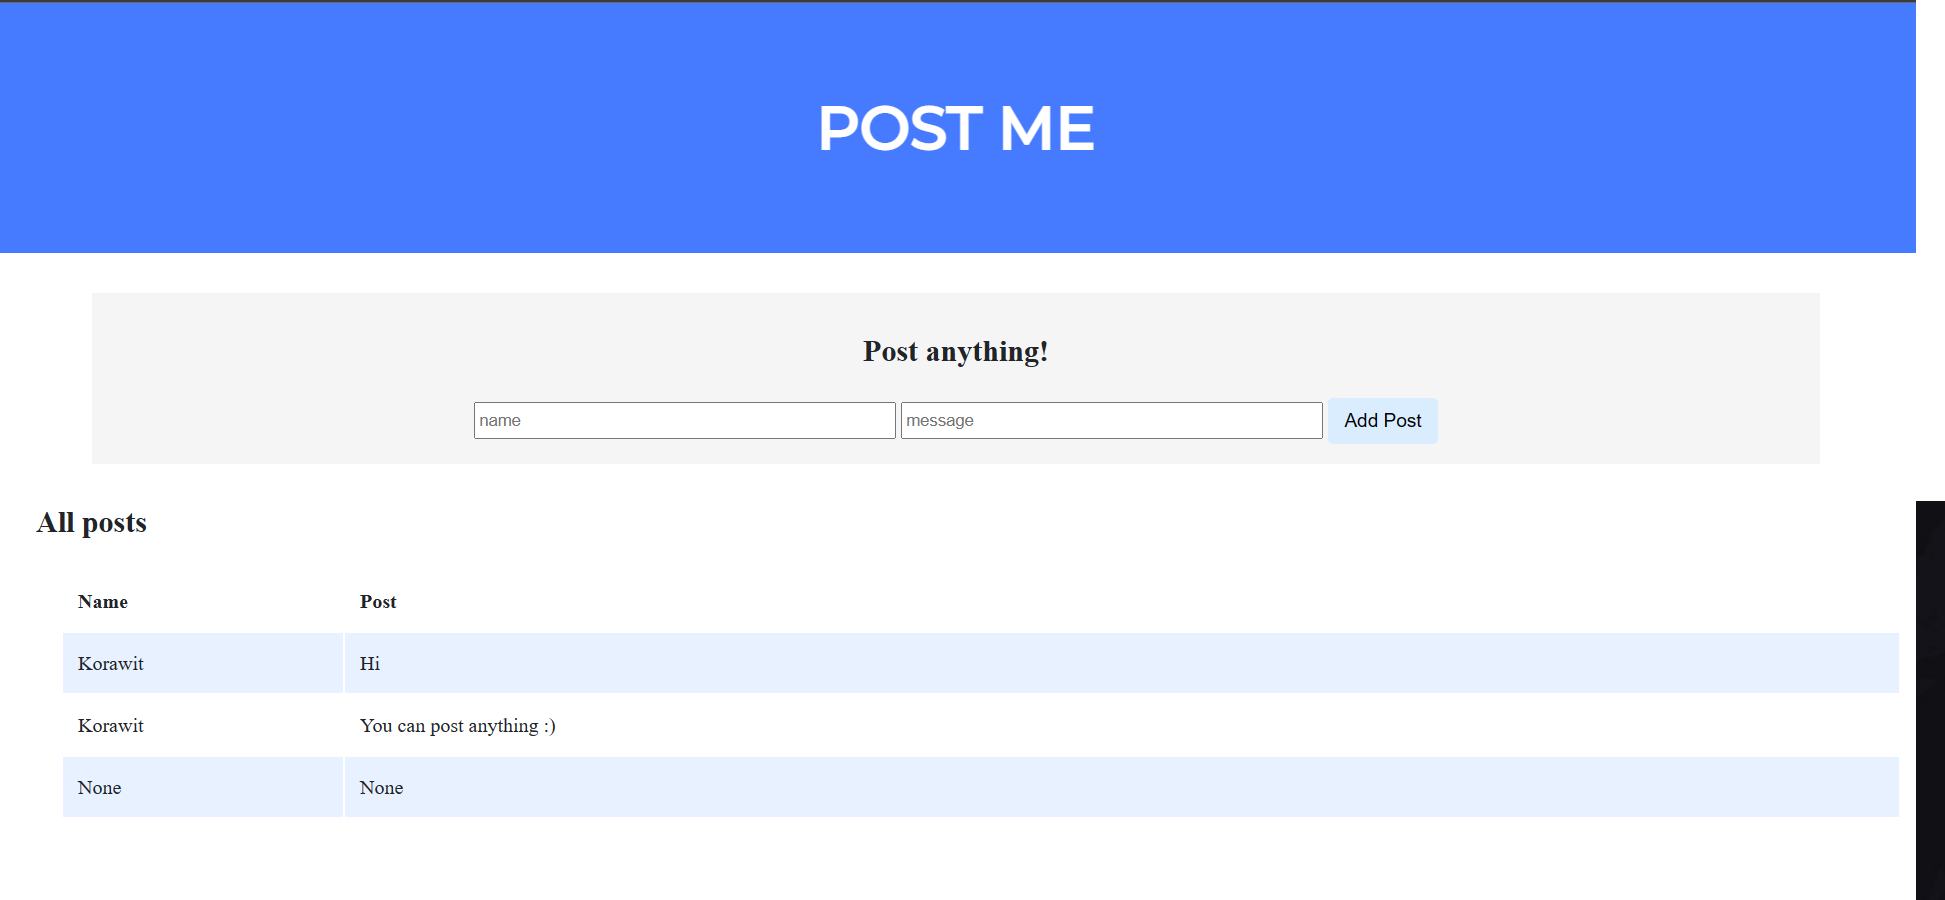 POST ME
Post anything!
name message Add Post
All posts
Name Post
Korawit Hi
Korawit You can post anything :)
None None